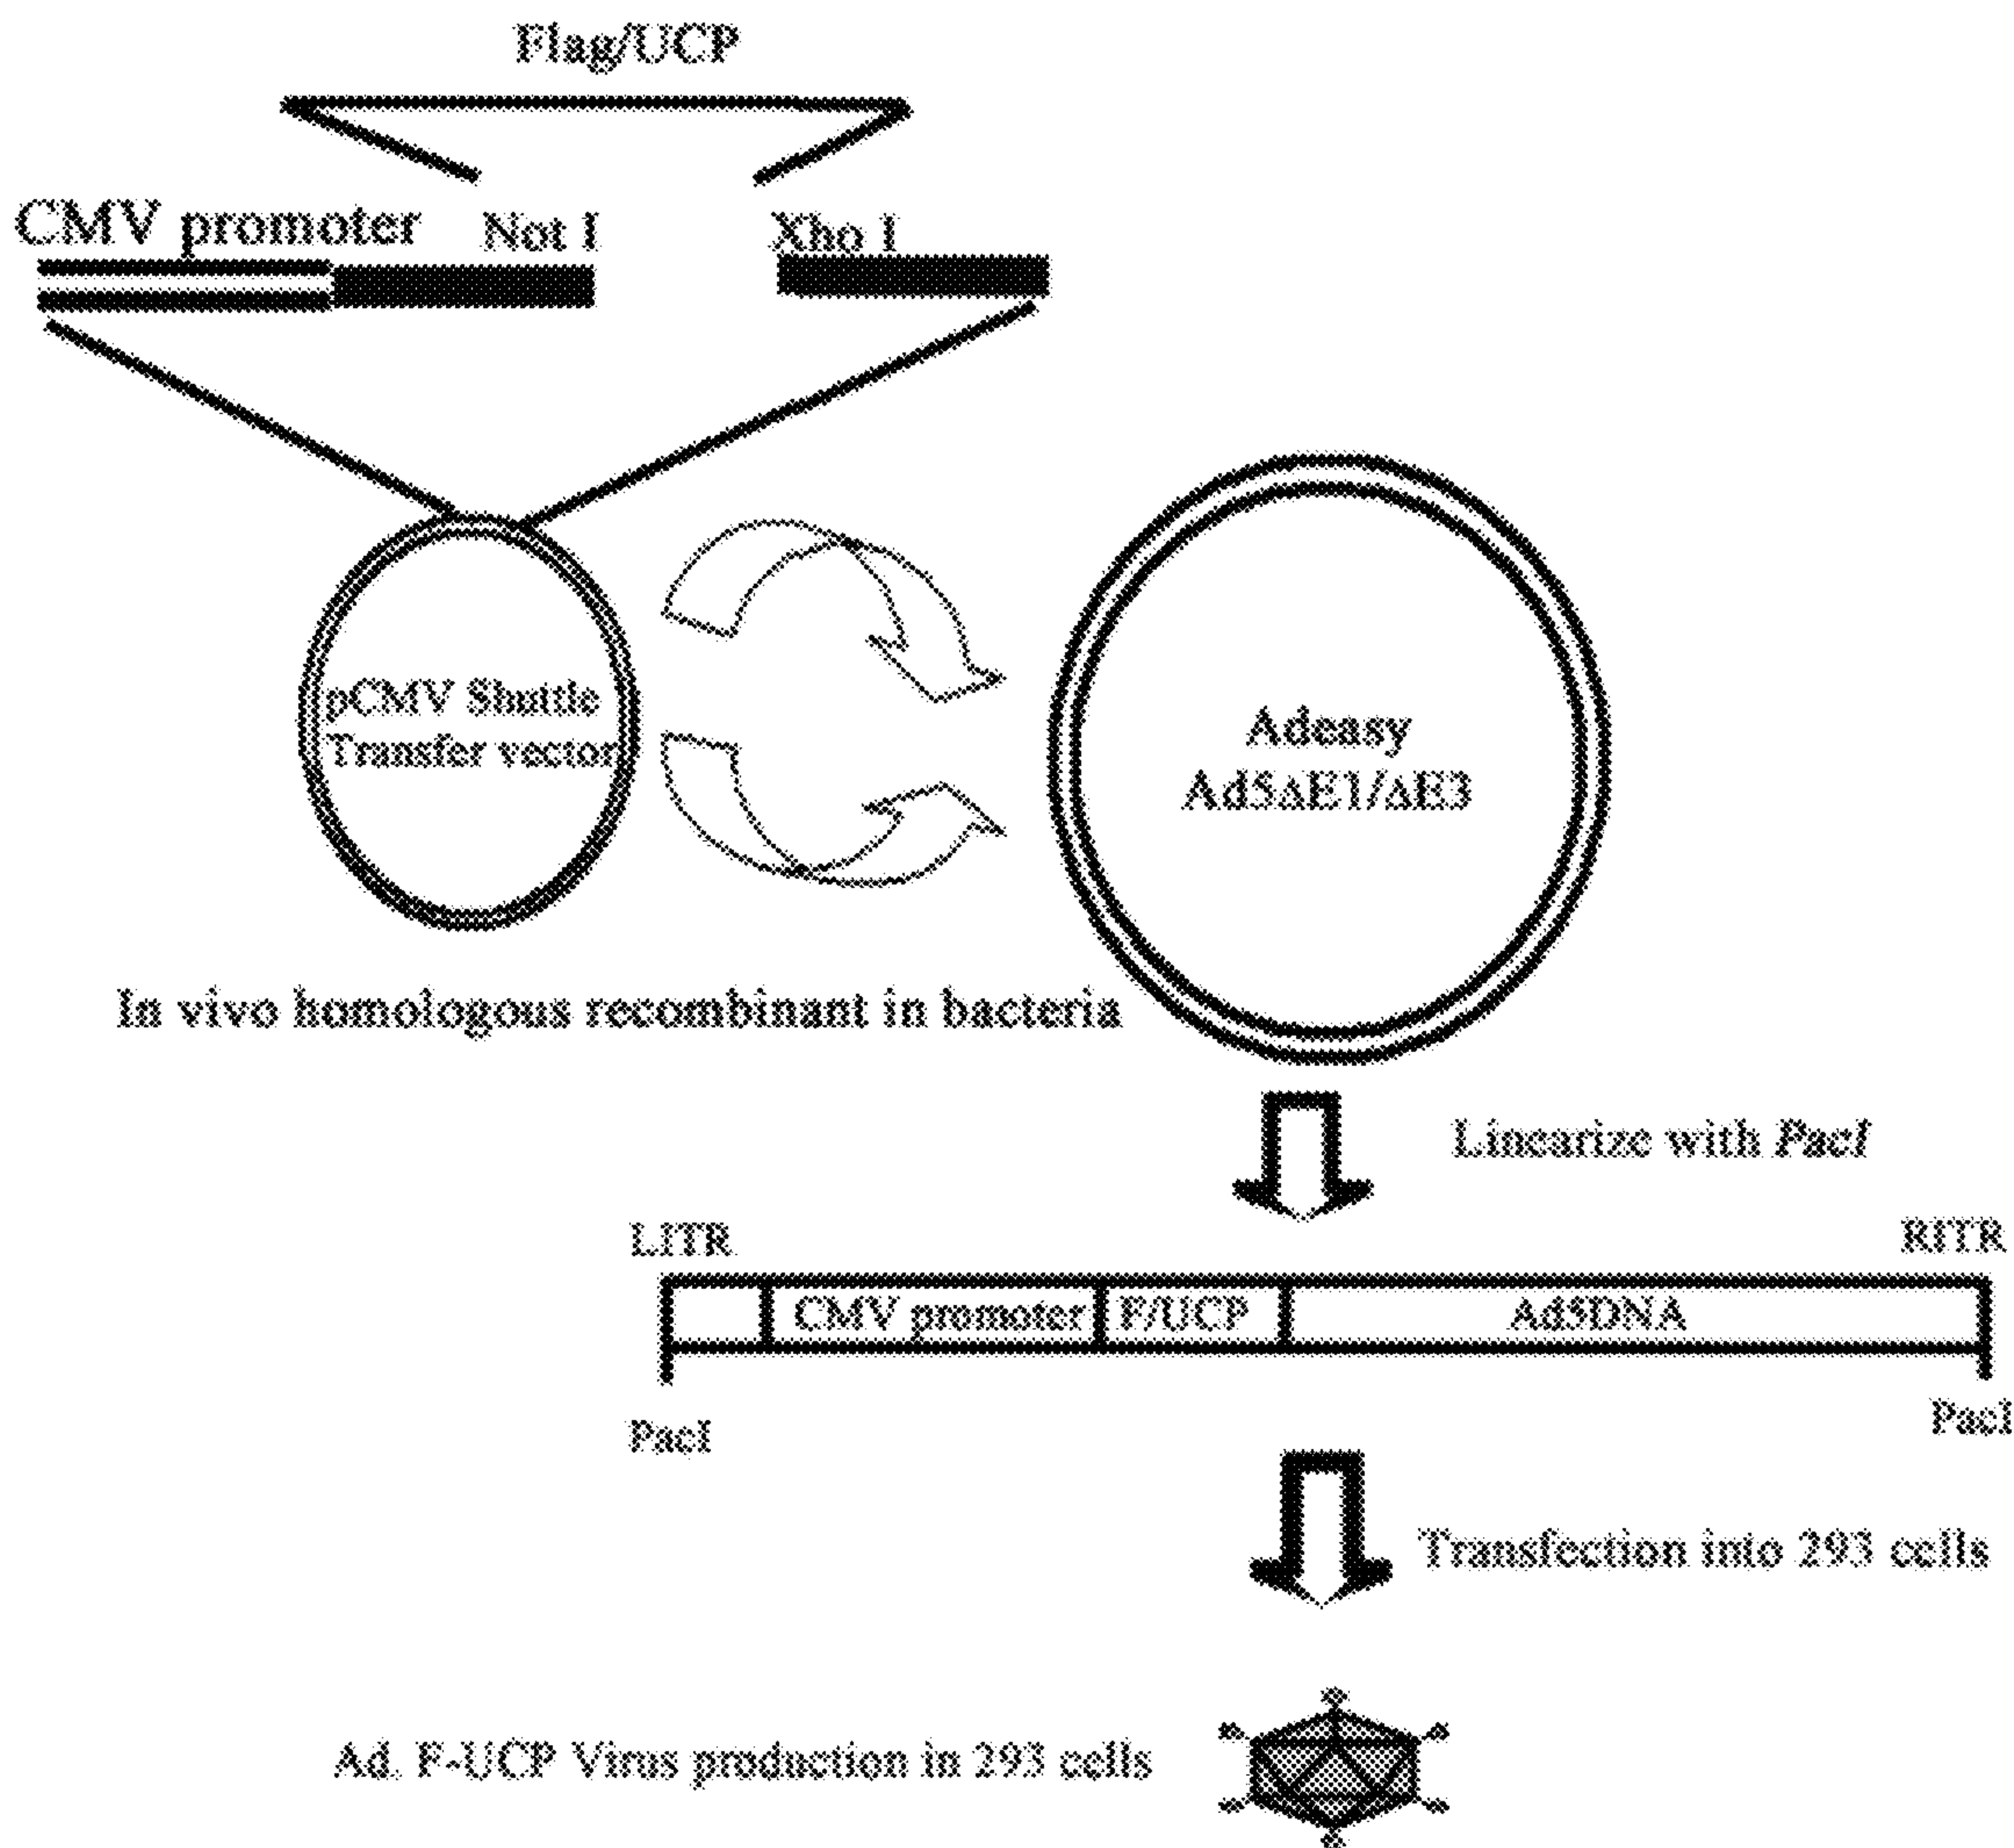 Flag/UCP
CMV promoter
Not I
Xho I
pCMV Shuttle
Transfer vector
Adeasy
Ad5ΔE1/ΔE3
In vivo homologous recombinant in bacteria
Linearize with PacI
LITR
RITR
CMV promoter
F/UCP
Ad5DNA
PacI
PacI
Transfection into 293 cells
Ad. F-UCP Virus production in 293 cells